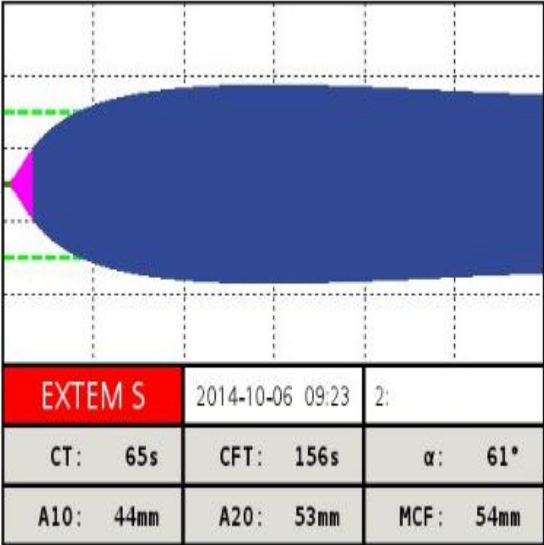 EXTEM S 2014-10-06 09:23 2:
CT: 65s CFT: 156s α: 61°
A10: 44mm A20: 53mm MCF: 54mm